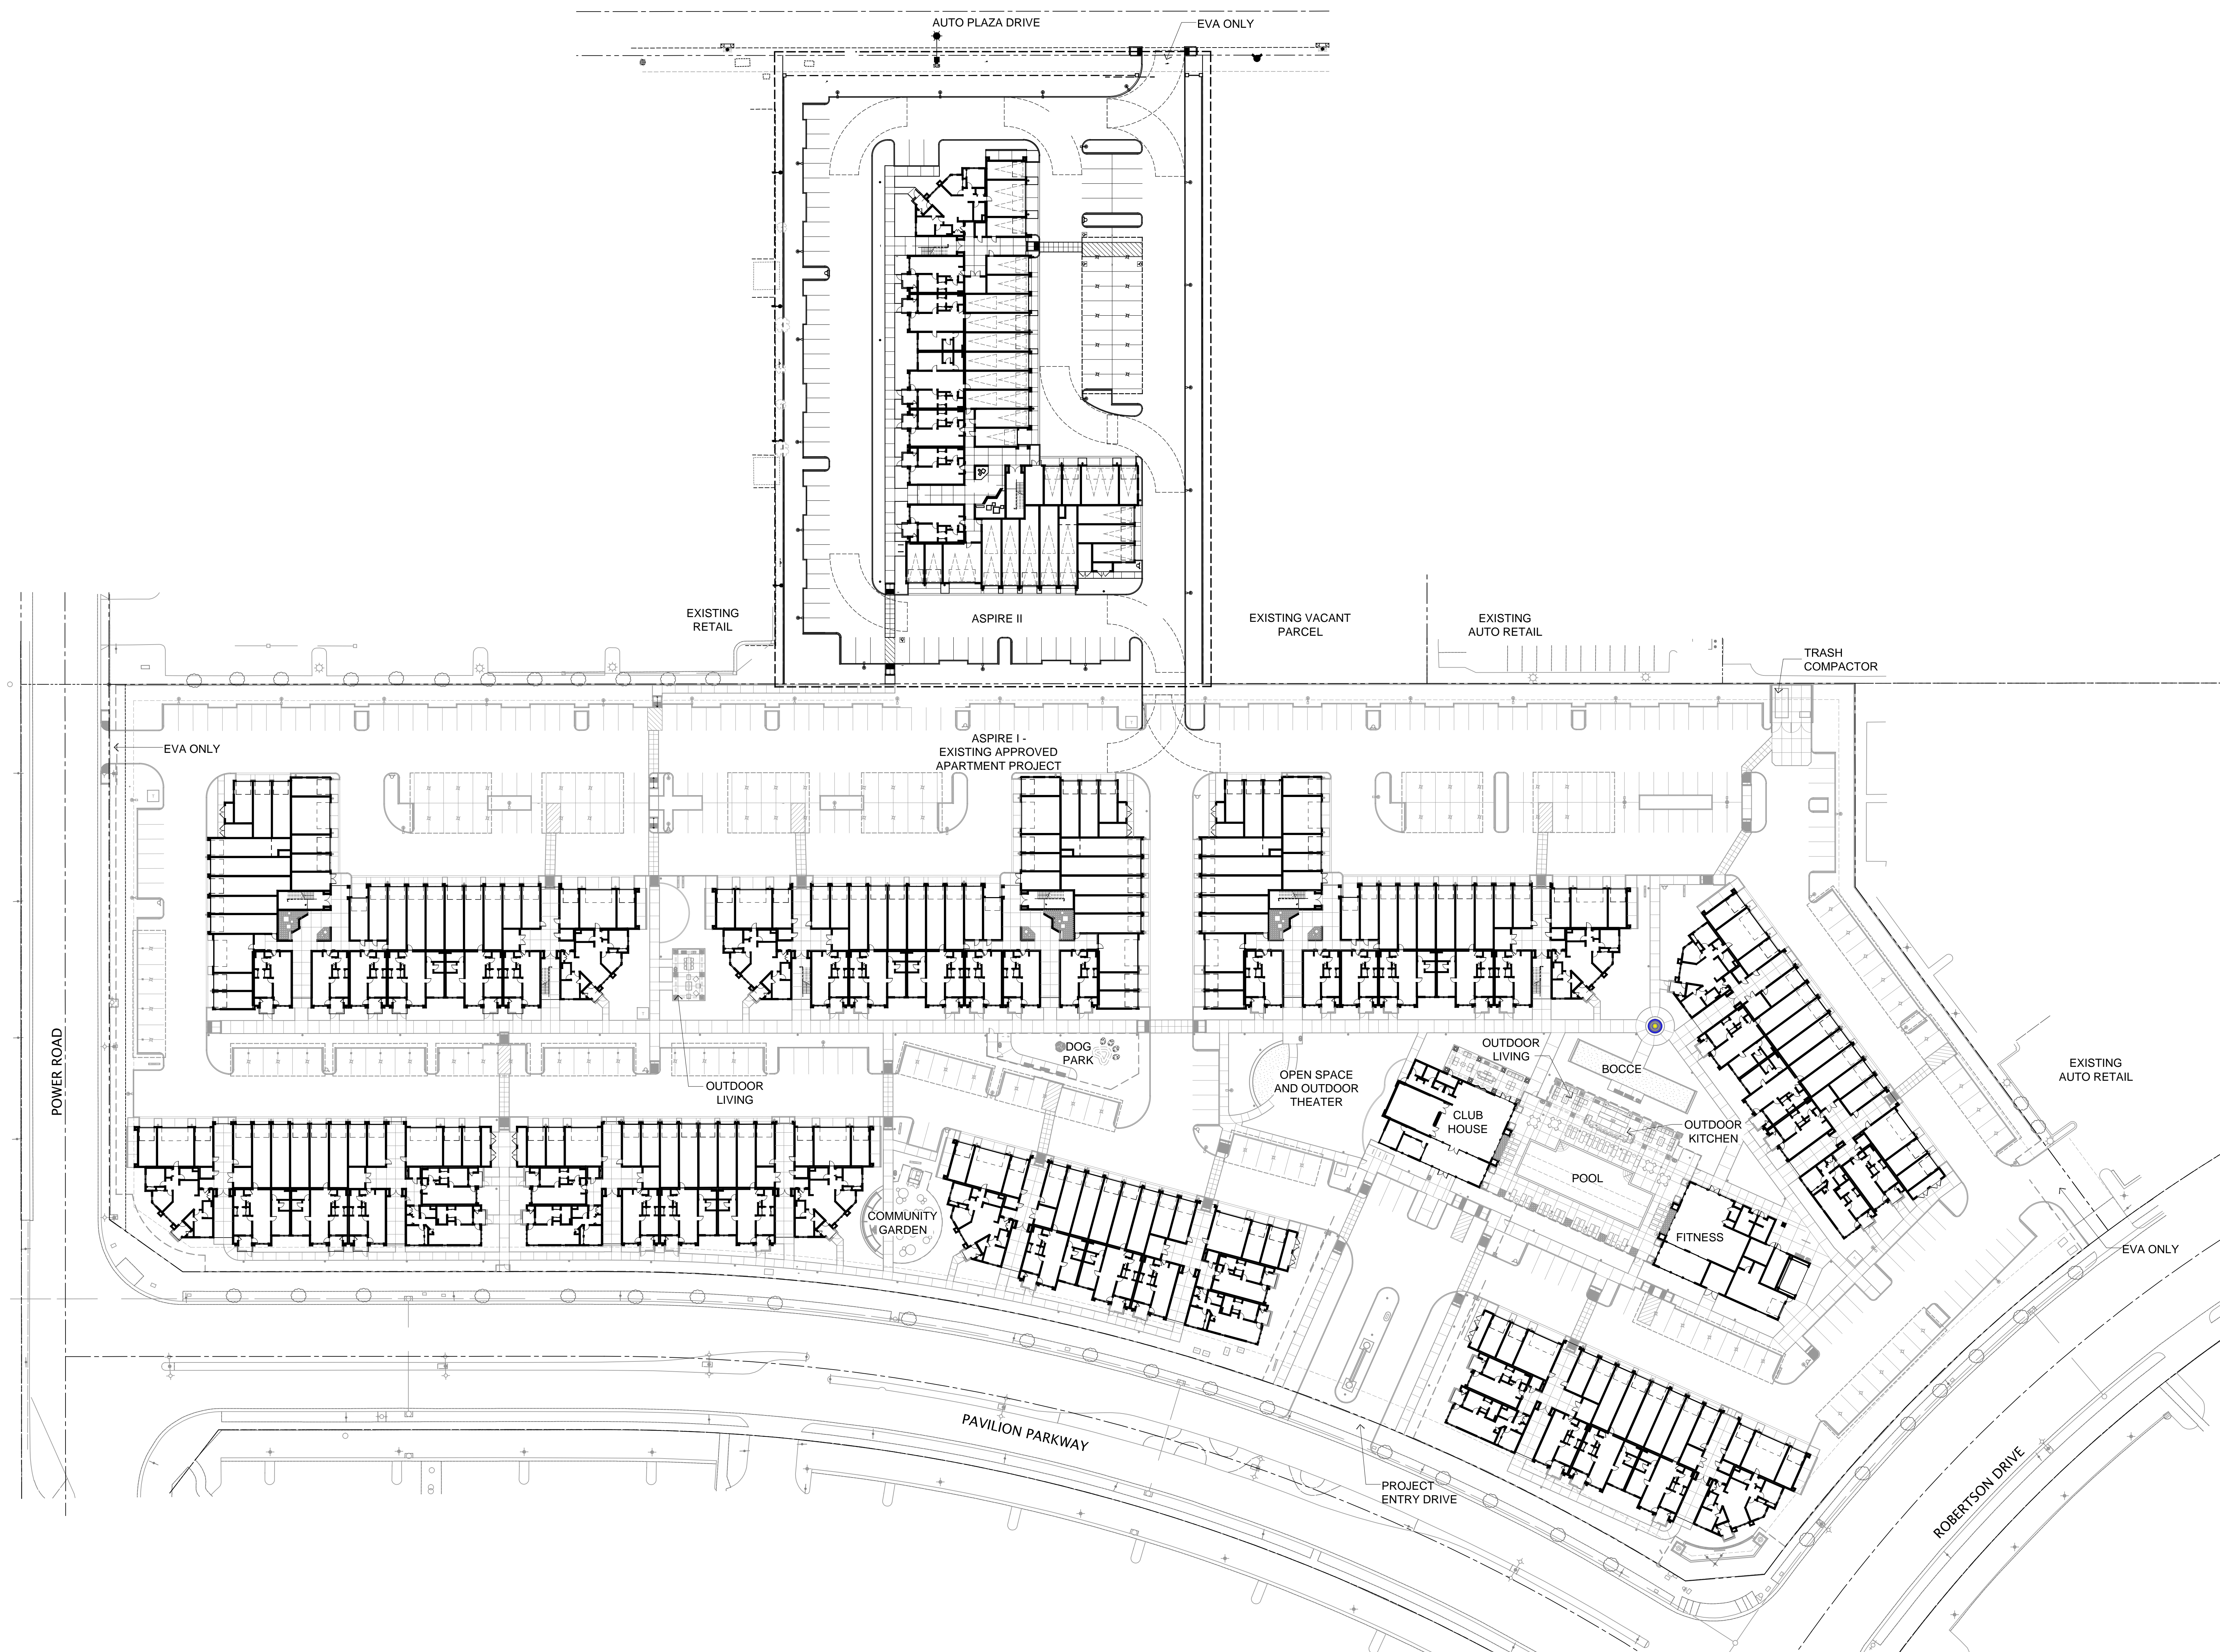 AUTO PLAZA DRIVE
EVA ONLY
EXISTING
RETAIL
ASPIRE II
EXISTING VACANT
PARCEL
EXISTING
AUTO RETAIL
TRASH
COMPACTOR
EVA ONLY
ASPIRE I -
EXISTING APPROVED
APARTMENT PROJECT
POWER ROAD
OUTDOOR
LIVING
DOG
PARK
OPEN SPACE
AND OUTDOOR
THEATER
OUTDOOR
LIVING
BOCCE
CLUB
HOUSE
OUTDOOR
KITCHEN
POOL
EXISTING
AUTO RETAIL
COMMUNITY
GARDEN
FITNESS
EVA ONLY
PAVILION PARKWAY
PROJECT
ENTRY DRIVE
ROBERTSON DRIVE